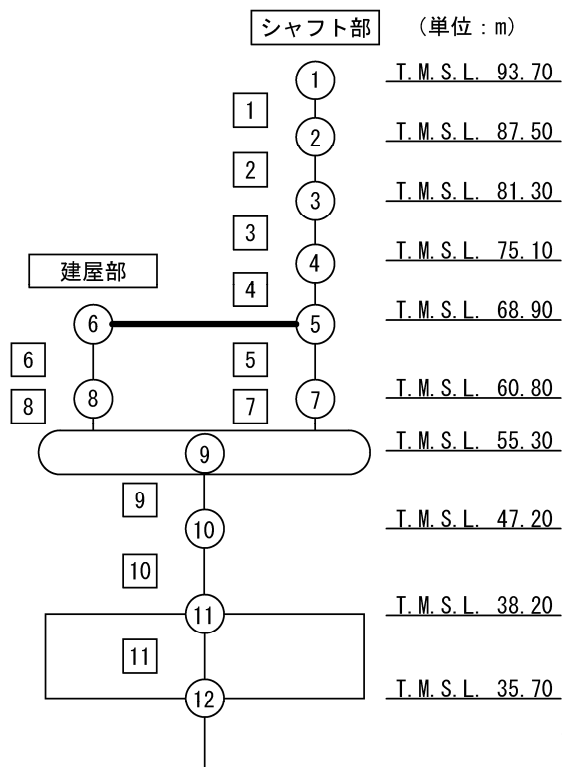 シャフト部 (単位：m)
1 T.M.S.L. 93.70
1
2 T.M.S.L. 87.50
2
3 T.M.S.L. 81.30
3
4 T.M.S.L. 75.10
建屋部
4
6 5 T.M.S.L. 68.90
6 5
8 7 T.M.S.L. 60.80
8 7
9 T.M.S.L. 55.30
9
10 T.M.S.L. 47.20
10
11 T.M.S.L. 38.20
11
12 T.M.S.L. 35.70